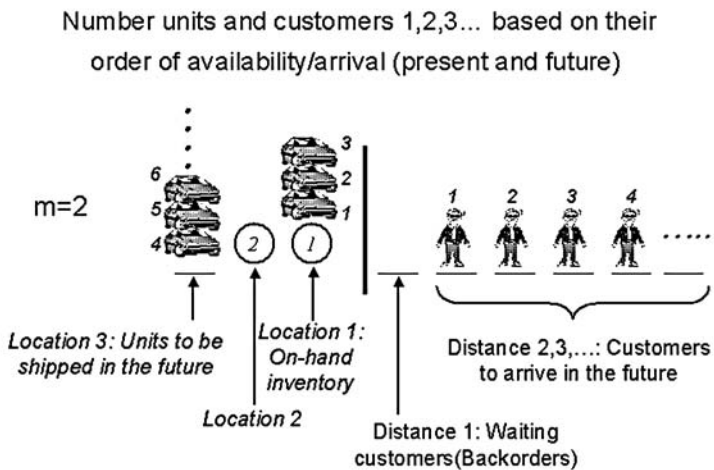 Number units and customers 1,2,3... based on their
order of availability/arrival (present and future)
6
5
4
3
2
1
m=2
2
1
1
2
3
4
.....
Location 3: Units to be
shipped in the future
Location 2
Location 1:
On-hand
inventory
Distance 1: Waiting
customers(Backorders)
Distance 2,3,...: Customers
to arrive in the future